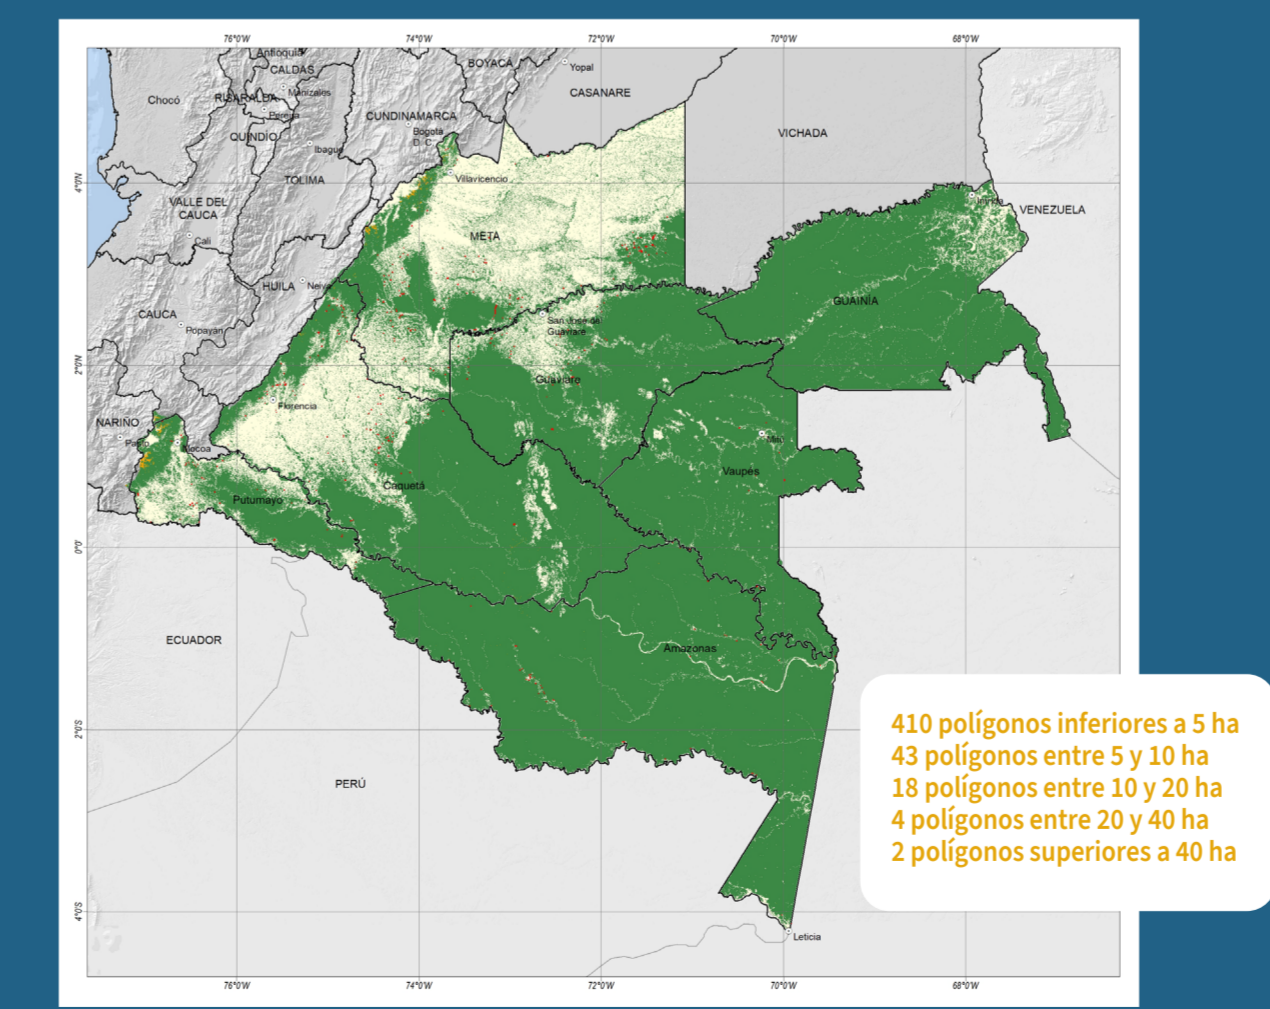 76°0'W 74°0'W 72°0'W 70°0'W 68°0'W
Antioquia
CALDAS
BOYACÁ
Yopal
Chocó
RISARALDA
Manizales
CASANARE
Pereira
CUNDINAMARCA
Bogotá
D. C.
QUINDÍO
Ibagué
VICHADA
TOLIMA
Villavicencio
4°0'N
VALLE DEL
CAUCA
Inírida
VENEZUELA
Cali
META
HUILA
Neiva
GUAINÍA
CAUCA
Popayán
San José del
Guaviare
2°0'N
Guaviare
Florencia
NARIÑO
Pasto
Mocoa
Mitú
Vaupés
Caquetá
Putumayo
0°0'
ECUADOR
Amazonas
2°0'S
PERÚ
410 polígonos inferiores a 5 ha
43 polígonos entre 5 y 10 ha
18 polígonos entre 10 y 20 ha
4 polígonos entre 20 y 40 ha
2 polígonos superiores a 40 ha
4°0'S
Leticia
76°0'W 74°0'W 72°0'W 70°0'W 68°0'W